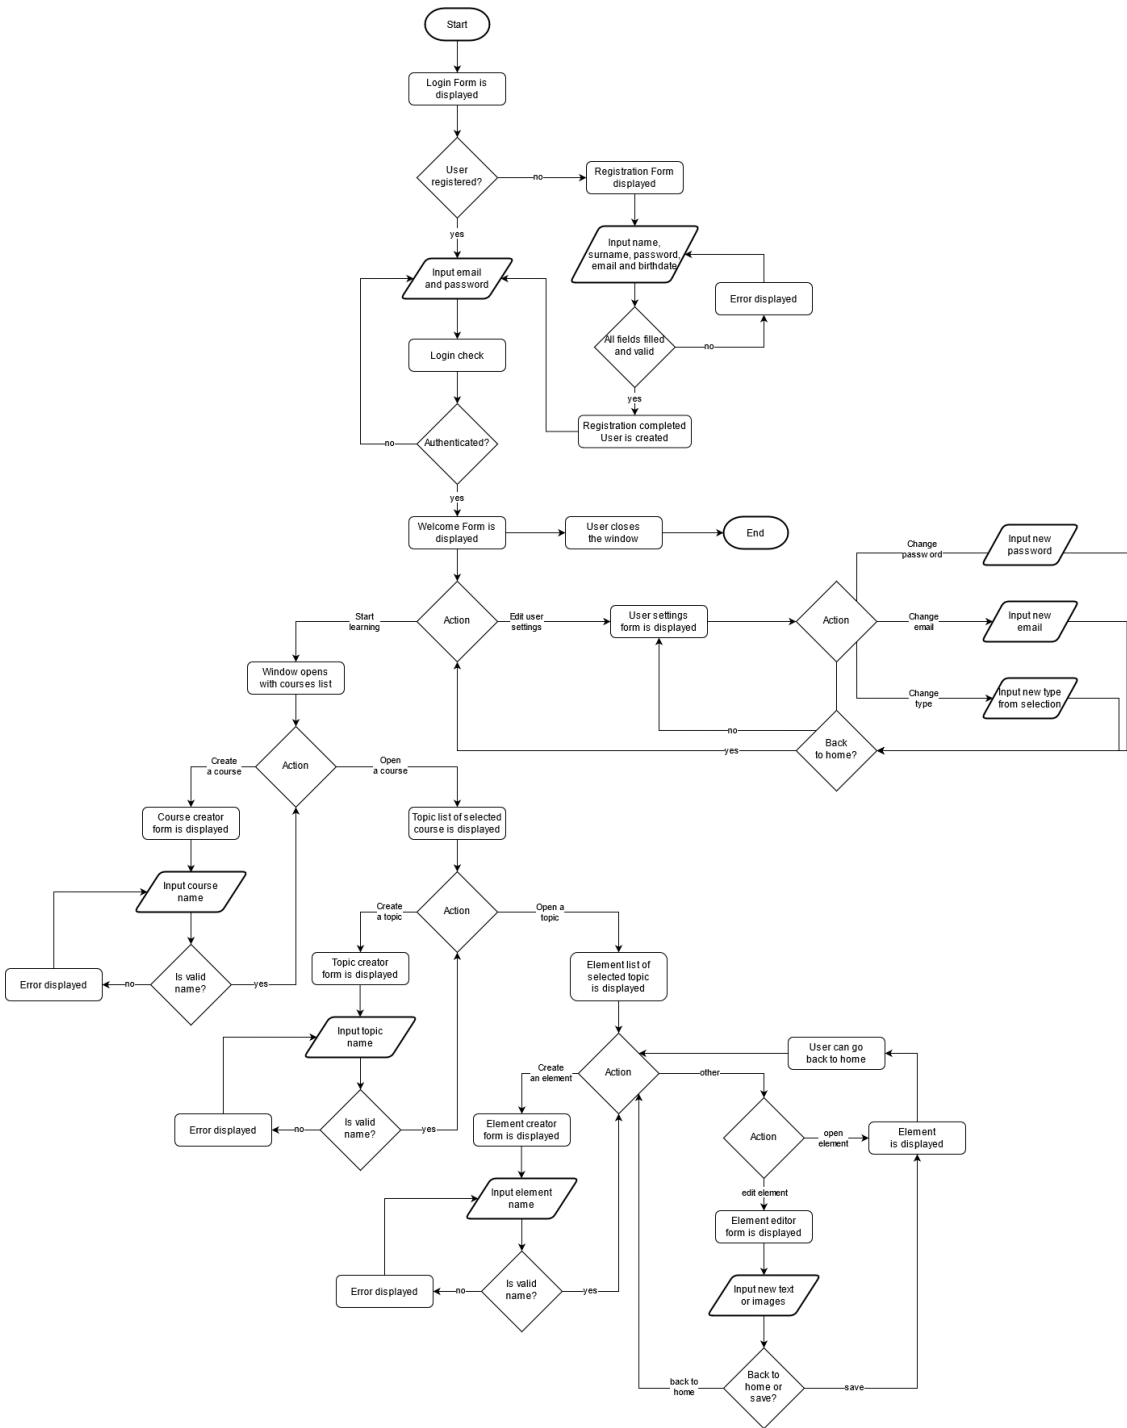 Start
Login Form is
displayed
User
registered?
no
Registration Form
displayed
yes
Input name,
surname, password,
email and birthdate
Input email
and password
Error displayed
All fields filled
and valid
no
Login check
yes
Registration completed
User is created
Authenticated?
no
yes
Welcome Form is
displayed
User closes
the window
End
Change
password
Input new
password
Start
learning
Action
Edit user
settings
User settings
form is displayed
Action
Change
email
Input new
email
Window opens
with courses list
Change
type
Input new type
from selection
no
yes
Back
to home?
Create
a course
Action
Open
a course
Course creator
form is displayed
Topic list of selected
course is displayed
Input course
name
Create
a topic
Action
Open a
topic
Error displayed
no
Is valid
name?
yes
Topic creator
form is displayed
Element list of
selected topic
is displayed
Input topic
name
User can go
back to home
Create
an element
Action
other
Error displayed
no
Is valid
name?
yes
Element creator
form is displayed
Action
open
element
Element
is displayed
Input element
name
edit element
Element editor
form is displayed
Error displayed
no
Is valid
name?
yes
Input new text
or images
back to
home
Back to
home or
save?
save